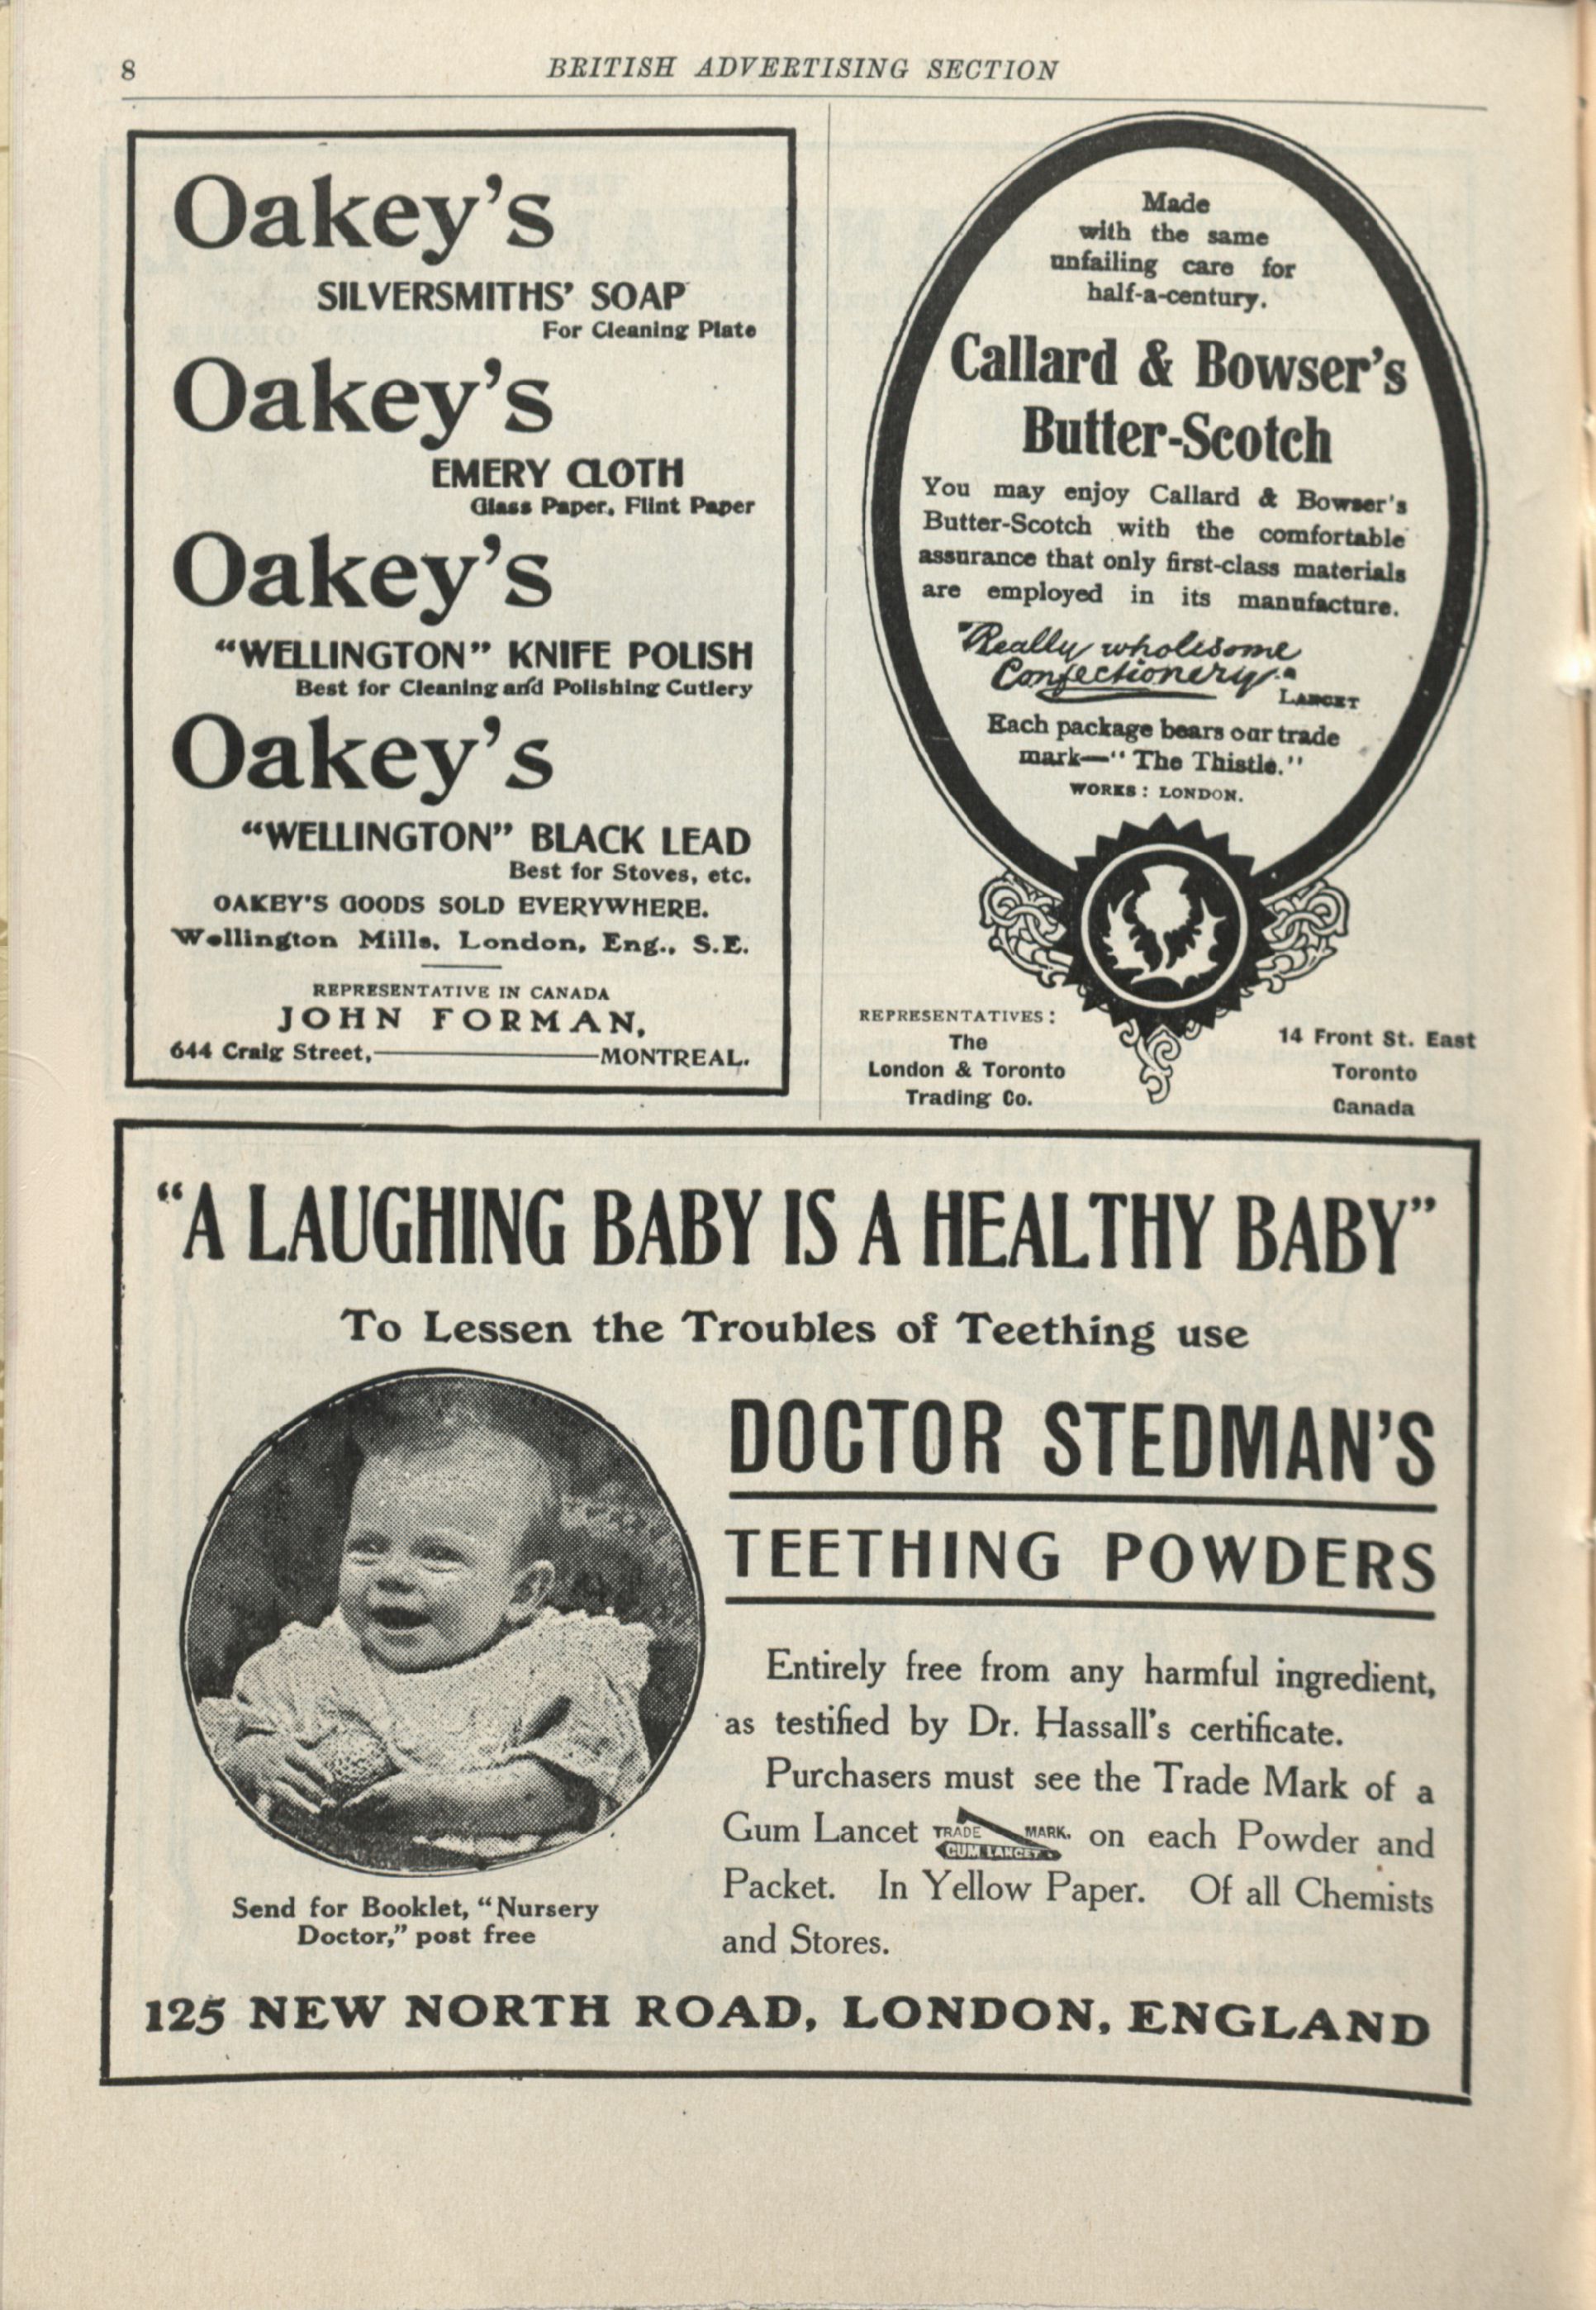 8
BRITISH ADVERTISING SECTION
Oakey's
SILVERSMITHS' SOAP
For Cleaning Plate
Oakey's
EMERY CLOTH
Glass Paper, Flint Paper
Oakey's
"WELLINGTON" KNIFE POLISH
Best for Cleaning and Polishing Cutlery
Oakey's
"WELLINGTON" BLACK LEAD
Best for Stoves, etc.
OAKEY'S GOODS SOLD EVERYWHERE.
Wellington Mills, London, Eng., S.E.
REPRESENTATIVE IN CANADA
JOHN FORMAN,
644 Craig Street,—MONTREAL.
Made
with the same
unfailing care for
half-a-century.
Callard & Bowser's
Butter-Scotch
You may enjoy Callard & Bowser's
Butter-Scotch with the comfortable
assurance that only first-class materials
are employed in its manufacture.
"Really wholesome
Confectionery."
LANCET
Each package bears our trade
mark—"The Thistle."
WORKS: LONDON.
REPRESENTATIVES:
The
London & Toronto
Trading Co.
14 Front St. East
Toronto
Canada
"A LAUGHING BABY IS A HEALTHY BABY"
To Lessen the Troubles of Teething use
DOCTOR STEDMAN'S
TEETHING POWDERS
Entirely free from any harmful ingredient,
as testified by Dr. Hassall's certificate.
Purchasers must see the Trade Mark of a
Gum Lancet TRADE MARK. GUM LANCET on each Powder and
Packet. In Yellow Paper. Of all Chemists
and Stores.
Send for Booklet, "Nursery
Doctor," post free
125 NEW NORTH ROAD, LONDON, ENGLAND